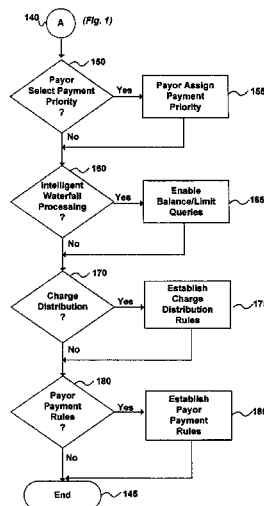 140
A
(Fig. 1)
150
Payor
Select Payment
Priority
?
Yes
Payor Assign
Payment
Priority
155
No
160
Intelligent
Waterfall
Processing
?
Yes
Enable
Balance/Limit
Queries
165
No
170
Charge
Distribution
?
Yes
Establish
Charge
Distribution
Rules
No
180
Payor
Payment
Rules
?
Yes
Establish
Payor
Payment
Rules
No
End
145